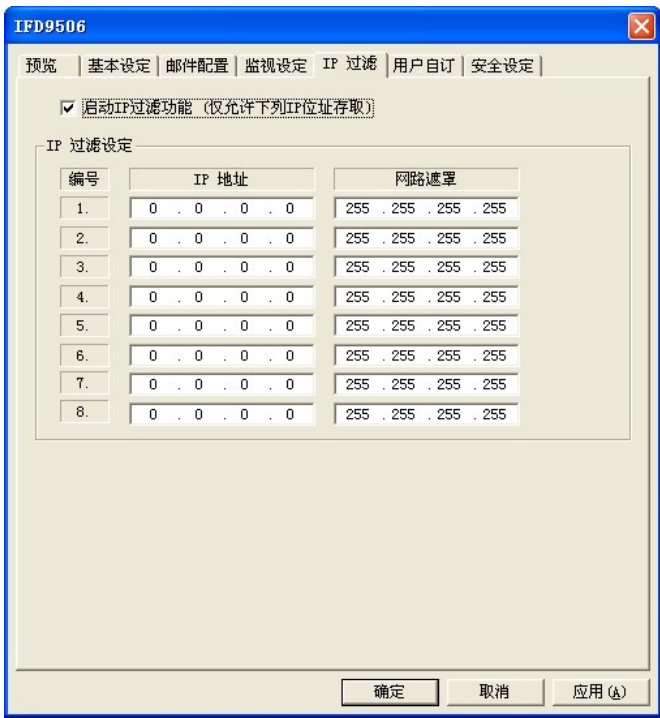 IFD9506
预览 基本设定 邮件配置 监视设定 IP 过滤 用户自订 安全设定
启动IP过滤功能 (仅允许下列IP位址存取)
IP 过滤设定
编号 IP 地址 网路遮罩
1. 0 . 0 . 0 . 0 255 . 255 . 255 . 255
2. 0 . 0 . 0 . 0 255 . 255 . 255 . 255
3. 0 . 0 . 0 . 0 255 . 255 . 255 . 255
4. 0 . 0 . 0 . 0 255 . 255 . 255 . 255
5. 0 . 0 . 0 . 0 255 . 255 . 255 . 255
6. 0 . 0 . 0 . 0 255 . 255 . 255 . 255
7. 0 . 0 . 0 . 0 255 . 255 . 255 . 255
8. 0 . 0 . 0 . 0 255 . 255 . 255 . 255
确定 取消 应用(A)